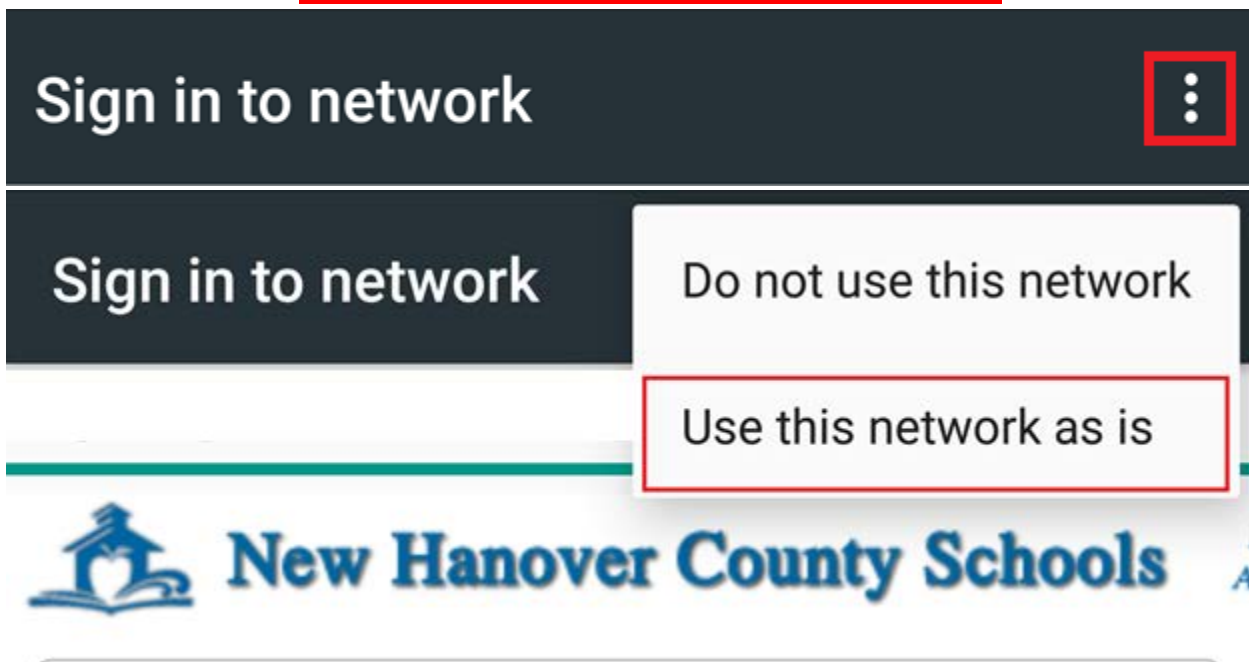 Sign in to network
Sign in to network
Do not use this network
Use this network as is
New Hanover County Schools